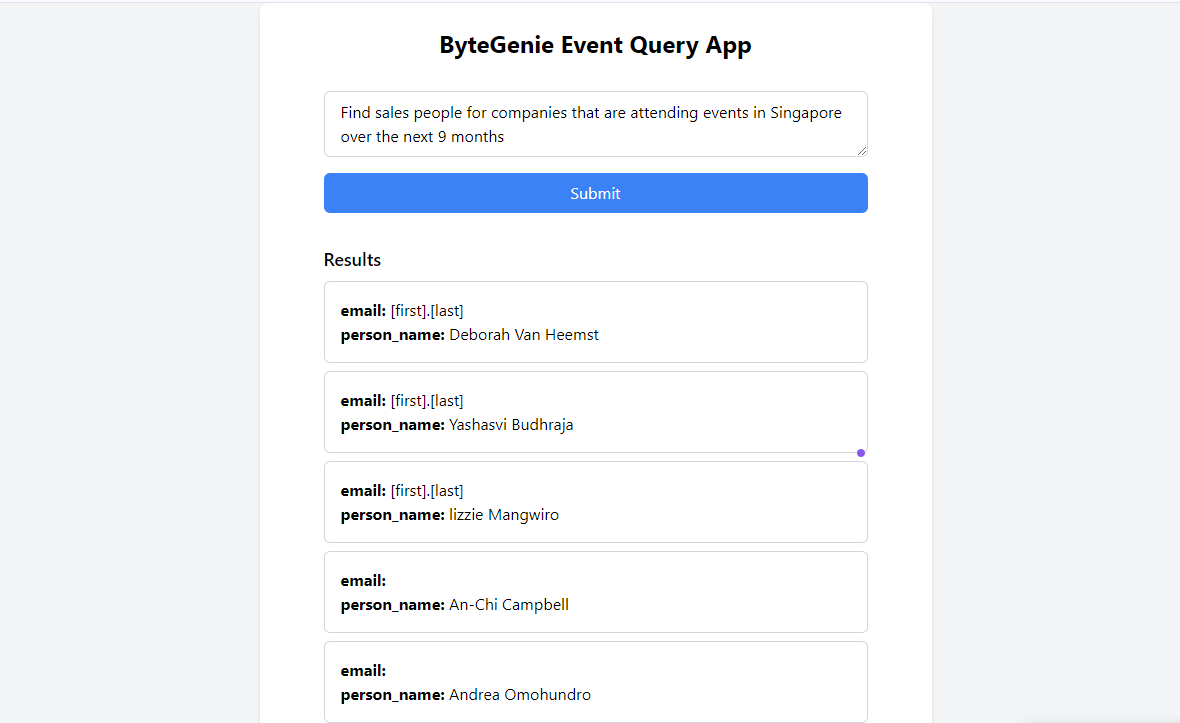 ByteGenie Event Query App
Find sales people for companies that are attending events in Singapore
over the next 9 months
Submit
Results
email: [first].[last]
person_name: Deborah Van Heemst
email: [first].[last]
person_name: Yashasvi Budhraja
email: [first].[last]
person_name: lizzie Mangwiro
email:
person_name: An-Chi Campbell
email:
person_name: Andrea Omohundro